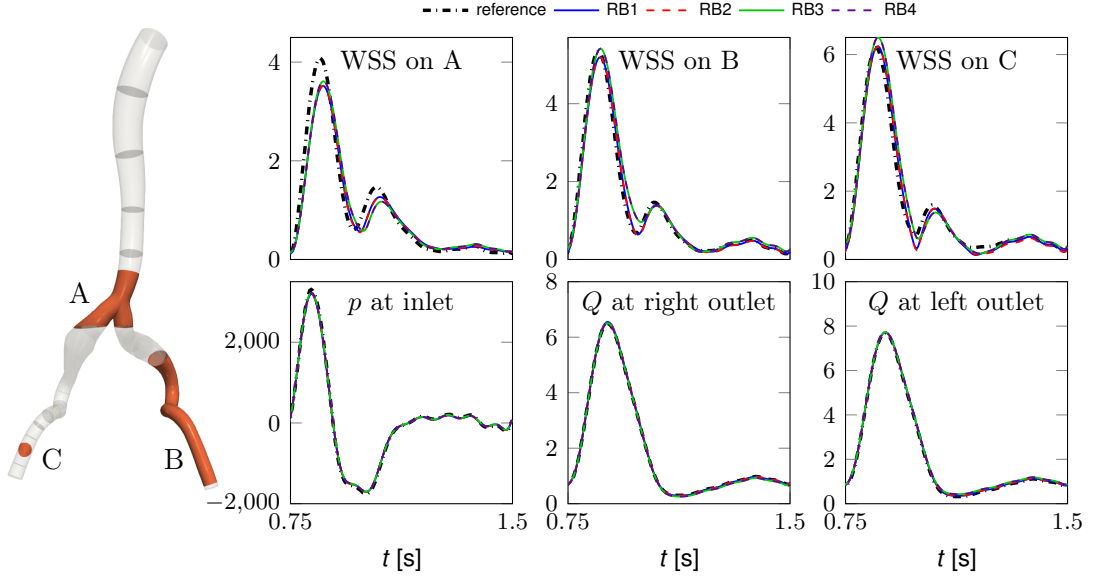 reference RB1 RB2 RB3 RB4
WSS on A
WSS on B
WSS on C
4
2
0
4
2
0
6
4
2
0
A
B
C
p at inlet
Q at right outlet
Q at left outlet
2,000
0
−2,000
8
6
4
2
0
10
8
6
4
2
0
0.75 1.5
0.75 1.5
0.75 1.5
t [s]
t [s]
t [s]